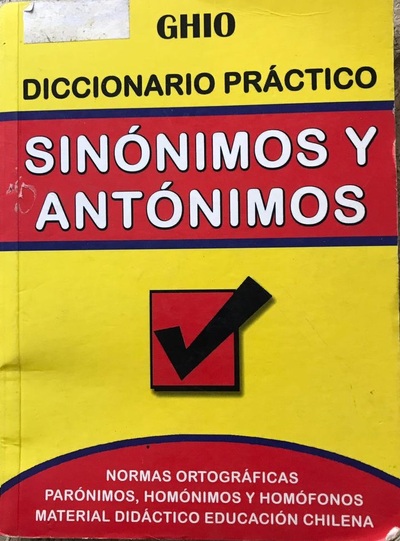 GHIO
DICCIONARIO PRÁCTICO
SINÓNIMOS Y
ANTÓNIMOS
NORMAS ORTOGRÁFICAS
PARÓNIMOS, HOMÓNIMOS Y HOMÓFONOS
MATERIAL DIDÁCTICO EDUCACIÓN CHILENA